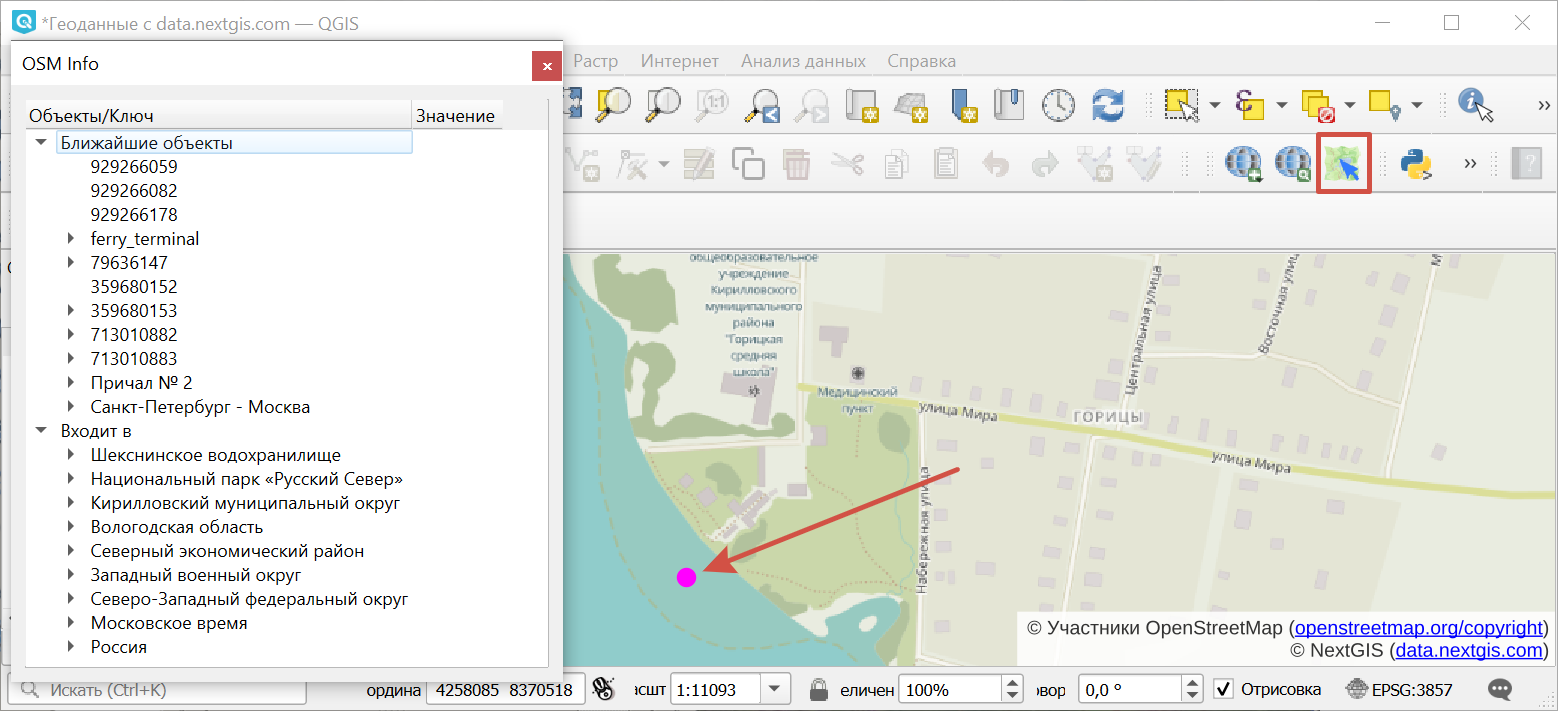 *Геоданные с data.nextgis.com — QGIS
OSM Info
Растр Интернет Анализ данных Справка
Объекты/Ключ Значение
Ближайшие объекты
929266059
929266082
929266178
ferry_terminal
79636147
359680152
359680153
713010882
713010883
Причал № 2
Санкт-Петербург - Москва
Входит в
Шекснинское водохранилище
Национальный парк «Русский Север»
Кирилловский муниципальный округ
Вологодская область
Северный экономический район
Западный военный округ
Северо-Западный федеральный округ
Московское время
Россия
1:1
общеобразовательное
учреждение
Кирилловского
муниципального
района
"Горицкая
средняя
школа"
Медицинский
пункт
улица Мира
ГОРИЦЫ
Центральная улица
Восточная улиц
М
улица Мира
Набережная улица
© Участники OpenStreetMap (openstreetmap.org/copyright)
© NextGIS (data.nextgis.com)
Искать (Ctrl+K) ордина 4258085 8370518 асшт 1:11093 еличен 100% овор 0,0 ° Отрисовка EPSG:3857